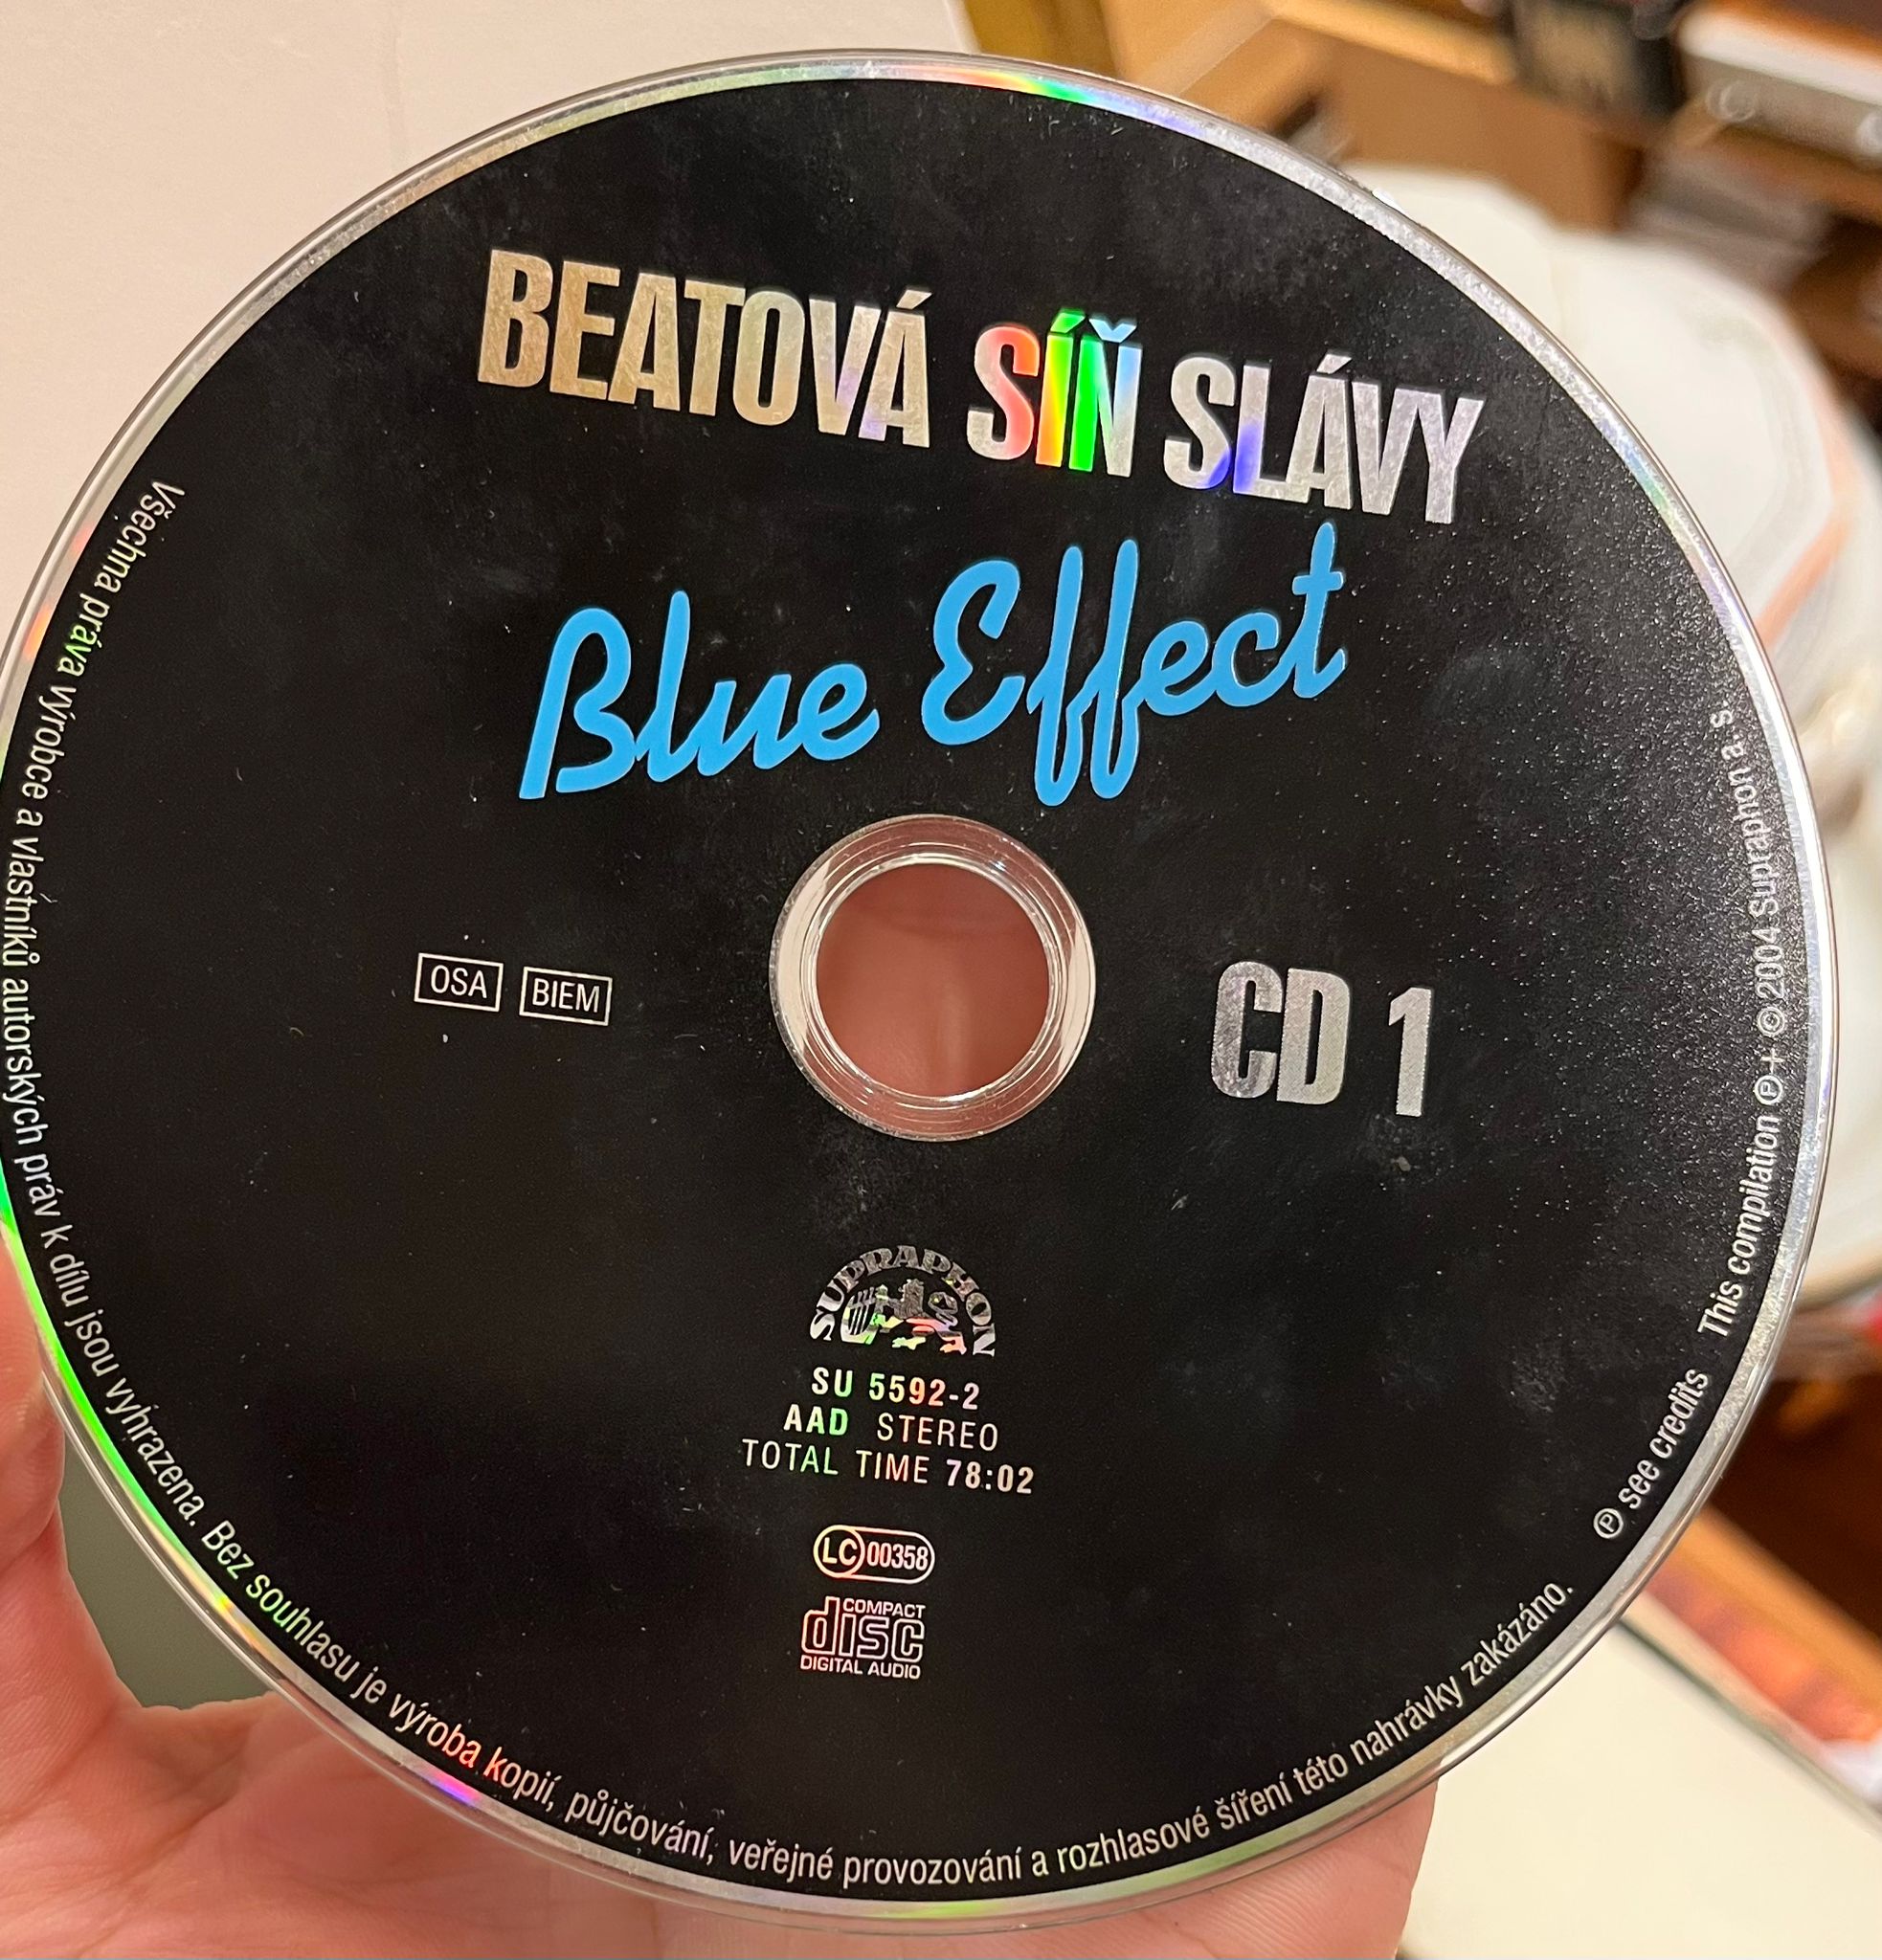 BEATOVÁ SÍŇ SLÁVY
Blue Effect
OSA BIEM
CD 1
SUPRAPHON
SU 5592-2
AAD STEREO
TOTAL TIME 78:02
LC 00358
COMPACT
disc
DIGITAL AUDIO
Všechna práva výrobce a vlastníků autorských práv k dílu jsou vyhrazena. Bez souhlasu je výroba kopií, půjčování, veřejné provozování a rozhlasové šíření této nahrávky zakázáno.
℗ see credits This compilation ℗ + © 2004 Supraphon a s.